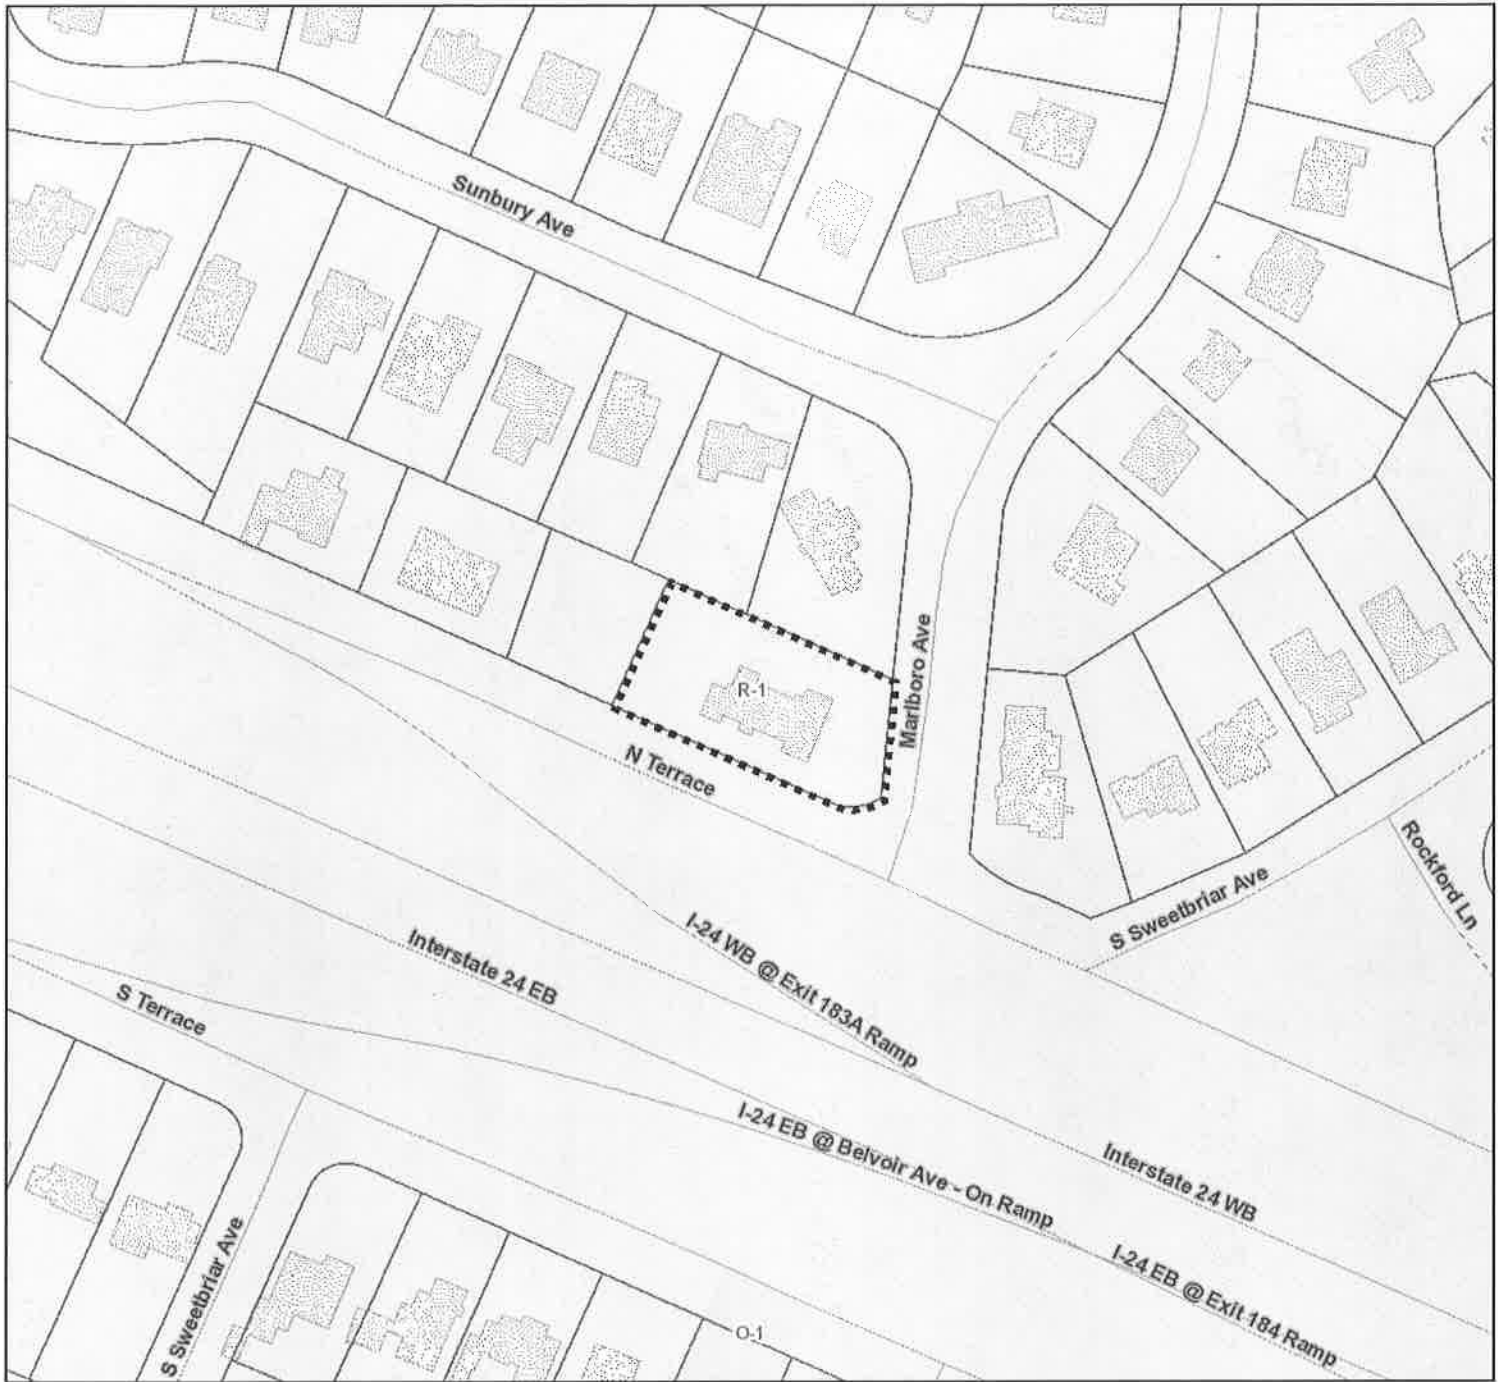 Sunbury Ave
Marlboro Ave
R-1
N Terrace
Rockford Ln
S Sweetbriar Ave
I-24 WB @ Exit 183A Ramp
Interstate 24 EB
S Terrace
I-24 EB @ Belvoir Ave - On Ramp
Interstate 24 WB
I-24 EB @ Exit 184 Ramp
S Sweetbriar Ave
O-1